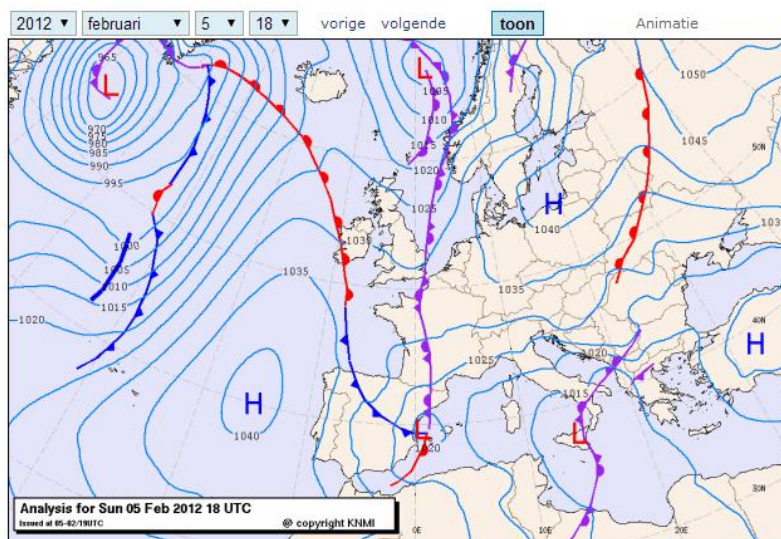 2012 februari 5 18 vorige volgende toon Animatie
965
L
L
1005
1050
970
975
980
985
990
995
1010
1015
1020
1025
1045
50N
H
1040
1000
1005
1010
1015
1020
1030
1035
1035
1025
1020
40N
H
H
1040
1015
L
1020
L
30N
Analysis for Sun 05 Feb 2012 18 UTC
Issued at 05-02/19UTC
@ copyright KNMI
0E
10E
20E